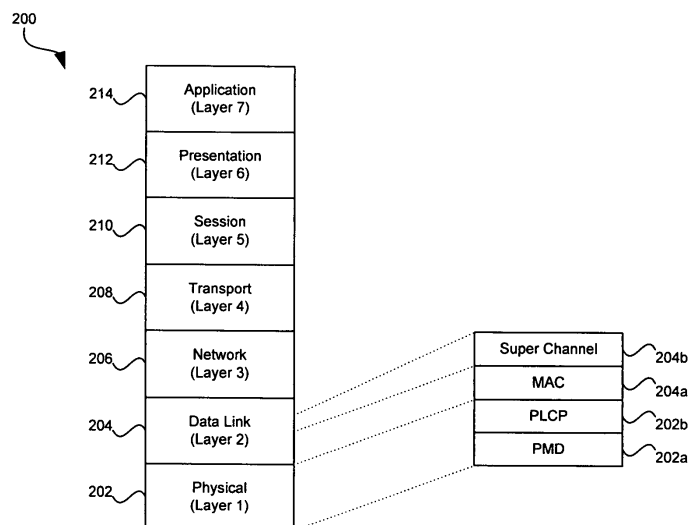 200
214
Application
(Layer 7)
212
Presentation
(Layer 6)
210
Session
(Layer 5)
208
Transport
(Layer 4)
206
Network
(Layer 3)
204
Data Link
(Layer 2)
202
Physical
(Layer 1)
Super Channel
204b
MAC
204a
PLCP
202b
PMD
202a